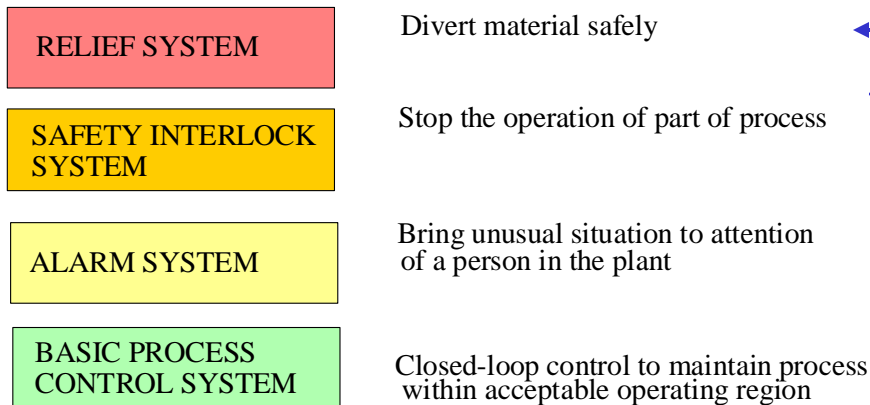 RELIEF SYSTEM
Divert material safely
SAFETY INTERLOCK
SYSTEM
Stop the operation of part of process
ALARM SYSTEM
Bring unusual situation to attention
of a person in the plant
BASIC PROCESS
CONTROL SYSTEM
Closed-loop control to maintain process
within acceptable operating region